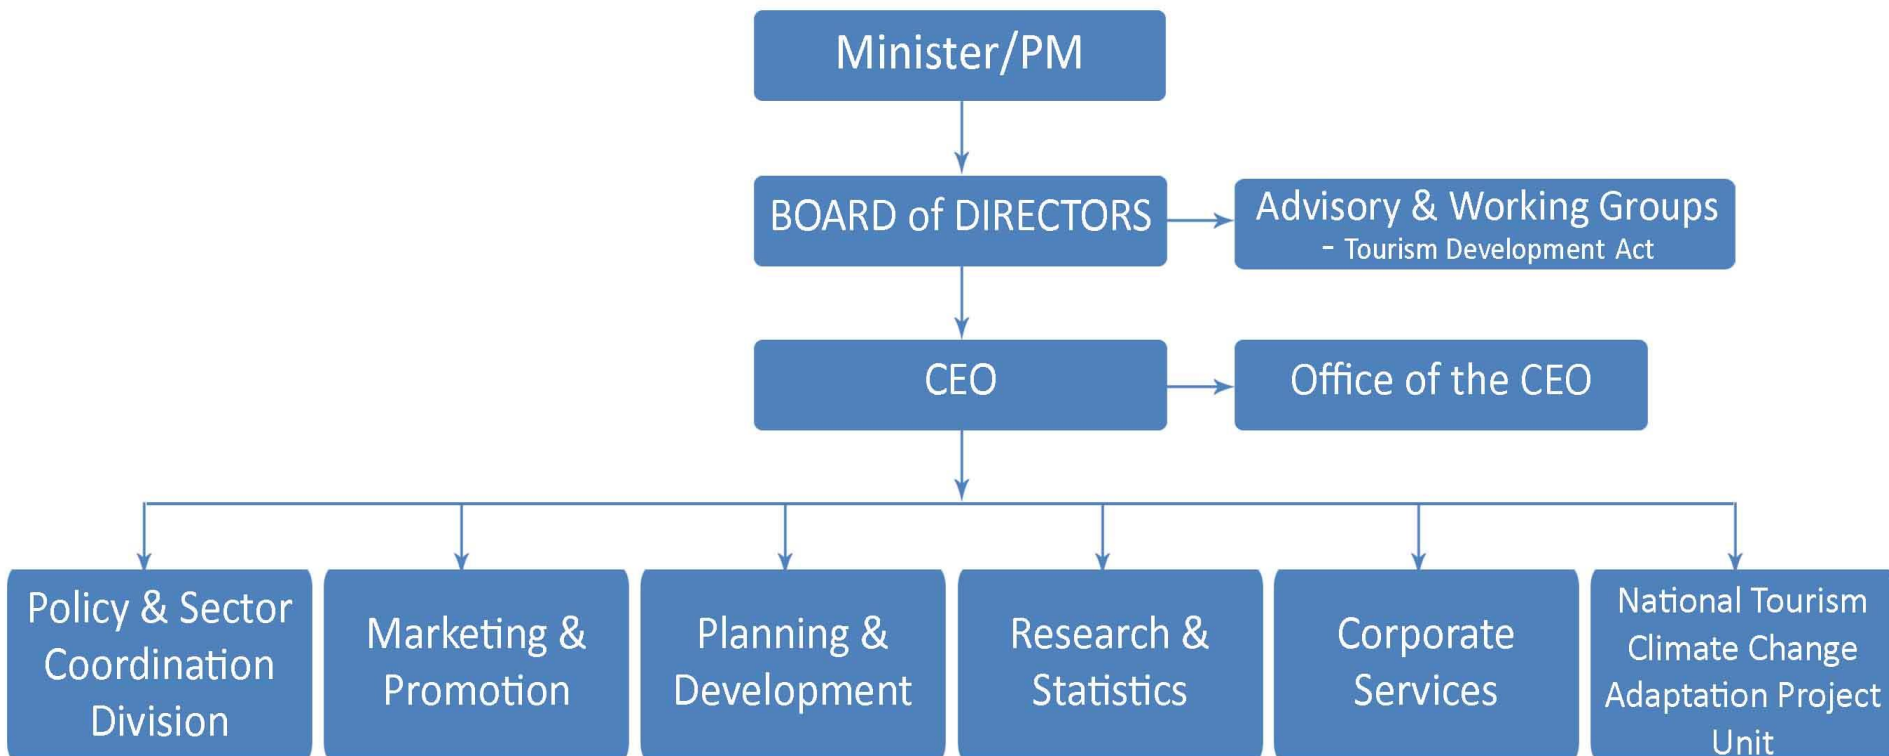 Minister/PM
BOARD of DIRECTORS
Advisory & Working Groups
- Tourism Development Act
CEO
Office of the CEO
Policy & Sector
Coordination
Division
Marketing &
Promotion
Planning &
Development
Research &
Statistics
Corporate
Services
National Tourism
Climate Change
Adaptation Project
Unit